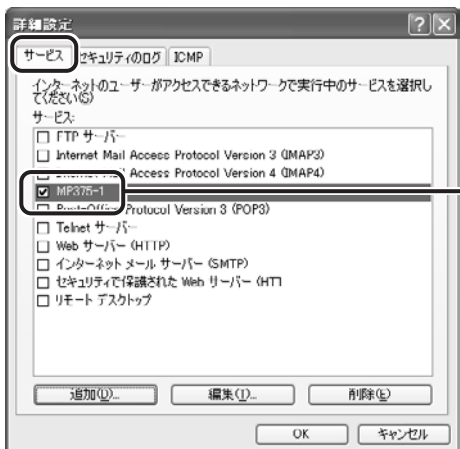 詳細設定
サービス セキュリティのログ ICMP
インターネットのユーザーがアクセスできるネットワークで実行中のサービスを選択し
てください(S)
サービス:
FTP サーバー
Internet Mail Access Protocol Version 3 (IMAP3)
Internet Mail Access Protocol Version 4 (IMAP4)
MP375-1
Post-Office Protocol Version 3 (POP3)
Telnet サーバー
Web サーバー (HTTP)
インターネット メール サーバー (SMTP)
セキュリティで保護された Web サーバー (HTT
リモート デスクトップ
追加(D)... 編集(I)... 削除(E)
OK キャンセル